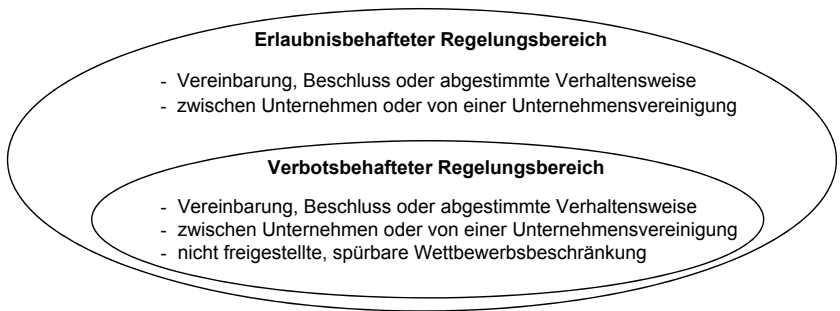 Erlaubnisbehafteter Regelungsbereich
- Vereinbarung, Beschluss oder abgestimmte Verhaltensweise
- zwischen Unternehmen oder von einer Unternehmensvereinigung
Verbotsbehafteter Regelungsbereich
- Vereinbarung, Beschluss oder abgestimmte Verhaltensweise
- zwischen Unternehmen oder von einer Unternehmensvereinigung
- nicht freigestellte, spürbare Wettbewerbsbeschränkung